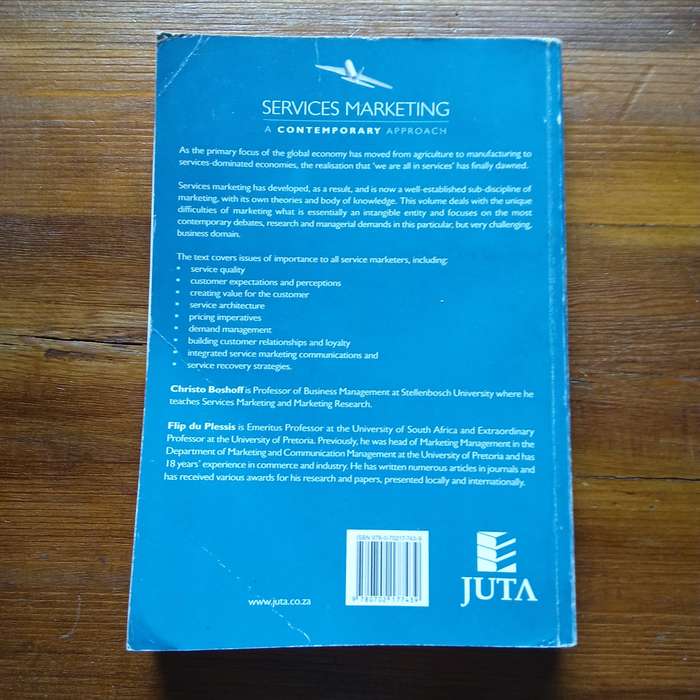 SERVICES MARKETING
A CONTEMPORARY APPROACH
As the primary focus of the global economy has moved from agriculture to manufacturing to
services-dominated economies, the realisation that 'we are all in services' has finally dawned.
Services marketing has developed, as a result, and is now a well-established sub-discipline of
marketing, with its own theories and body of knowledge. This volume deals with the unique
difficulties of marketing what is essentially an intangible entity and focuses on the most
contemporary debates, research and managerial demands in this particular, but very challenging,
business domain.
The text covers issues of importance to all service marketers, including:
• service quality
• customer expectations and perceptions
• creating value for the customer
• service architecture
• pricing imperatives
• demand management
• building customer relationships and loyalty
• integrated service marketing communications and
• service recovery strategies.
Christo Boshoff is Professor of Business Management at Stellenbosch University where he
teaches Services Marketing and Marketing Research.
Flip du Plessis is Emeritus Professor at the University of South Africa and Extraordinary
Professor at the University of Pretoria. Previously, he was head of Marketing Management in the
Department of Marketing and Communication Management at the University of Pretoria and has
18 years' experience in commerce and industry. He has written numerous articles in journals and
has received various awards for his research and papers, presented locally and internationally.
ISBN 978-0-70217-743-9
9 780702 177439
www.juta.co.za
JUTA